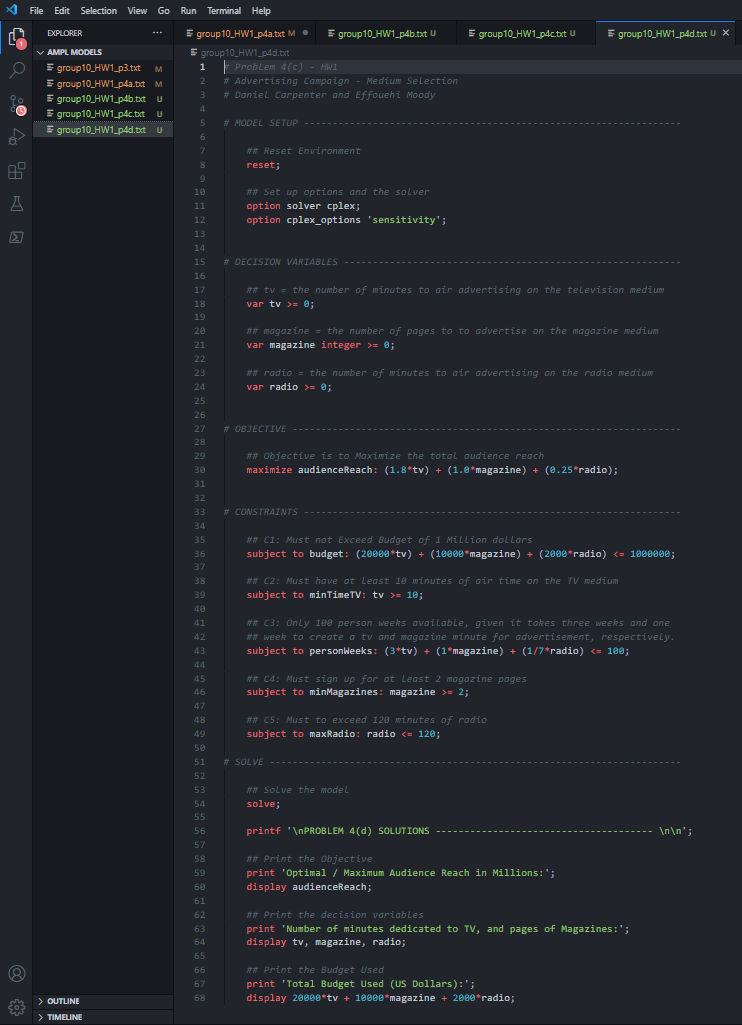 File Edit Selection View Go Run Terminal Help
EXPLORER ...
AMPL MODELS
group10_HW1_p3.txt M
group10_HW1_p4a.txt M
group10_HW1_p4b.txt U
group10_HW1_p4c.txt U
group10_HW1_p4d.txt U
OUTLINE
TIMELINE
1
group10_HW1_p4a.txt M group10_HW1_p4b.txt U group10_HW1_p4c.txt U group10_HW1_p4d.txt U
group10_HW1_p4d.txt
1 # Problem 4(c) - HW1
2 # Advertising Campaign - Medium Selection
3 # Daniel Carpenter and Effouehi Moody
4
5 # MODEL SETUP ------------------------------------------------------------------
6
7 ## Reset Environment
8 reset;
9
10 ## Set up options and the solver
11 option solver cplex;
12 option cplex_options 'sensitivity';
13
14
15 # DECISION VARIABLES -----------------------------------------------------------
16
17 ## tv = the number of minutes to air advertising on the television medium
18 var tv >= 0;
19
20 ## magazine = the number of pages to to advertise on the magazine medium
21 var magazine integer >= 0;
22
23 ## radio = the number of minutes to air advertising on the radio medium
24 var radio >= 0;
25
26
27 # OBJECTIVE --------------------------------------------------------------------
28
29 ## Objective is to Maximize the total audience reach
30 maximize audienceReach: (1.8*tv) + (1.0*magazine) + (0.25*radio);
31
32
33 # CONSTRAINTS ------------------------------------------------------------------
34
35 ## C1: Must not Exceed Budget of 1 Million dollars
36 subject to budget: (20000*tv) + (10000*magazine) + (2000*radio) <= 1000000;
37
38 ## C2: Must have at least 10 minutes of air time on the TV medium
39 subject to minTimeTV: tv >= 10;
40
41 ## C3: Only 100 person weeks available, given it takes three weeks and one
42 ## week to create a tv and magazine minute for advertisement, respectively.
43 subject to personWeeks: (3*tv) + (1*magazine) + (1/7*radio) <= 100;
44
45 ## C4: Must sign up for at least 2 magazine pages
46 subject to minMagazines: magazine >= 2;
47
48 ## C5: Must to exceed 120 minutes of radio
49 subject to maxRadio: radio <= 120;
50
51 # SOLVE ------------------------------------------------------------------------
52
53 ## Solve the model
54 solve;
55
56 printf '\nPROBLEM 4(d) SOLUTIONS -------------------------------------- \n\n';
57
58 ## Print the Objective
59 print 'Optimal / Maximum Audience Reach in Millions:';
60 display audienceReach;
61
62 ## Print the decision variables
63 print 'Number of minutes dedicated to TV, and pages of Magazines:';
64 display tv, magazine, radio;
65
66 ## Print the Budget Used
67 print 'Total Budget Used (US Dollars):';
68 display 20000*tv + 10000*magazine + 2000*radio;